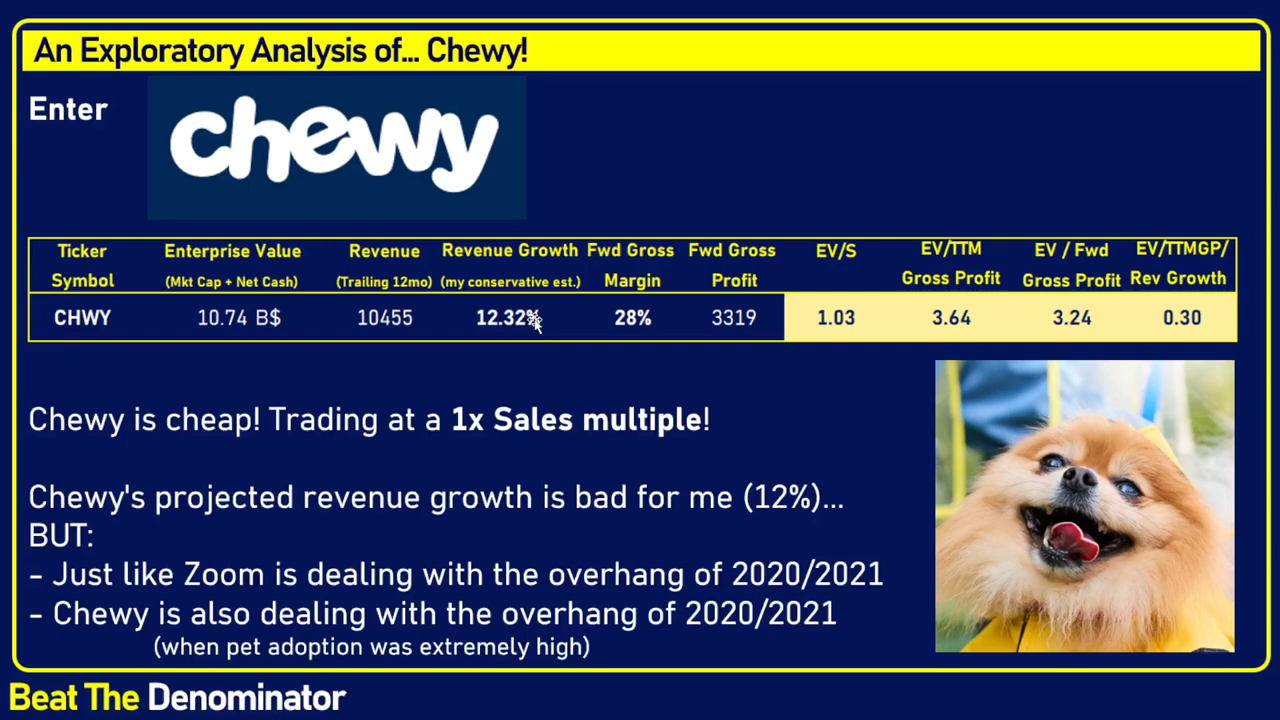 An Exploratory Analysis of... Chewy!
Enter
chewy
Ticker Symbol
Enterprise Value (Mkt Cap + Net Cash)
Revenue (Trailing 12mo)
Revenue Growth (my conservative est.)
Fwd Gross Margin
Fwd Gross Profit
EV/S
EV/TTM Gross Profit
EV / Fwd Gross Profit
EV/TTMGP/ Rev Growth
CHWY 10.74 B$ 10455 12.32% 28% 3319 1.03 3.64 3.24 0.30
Chewy is cheap! Trading at a 1x Sales multiple!
Chewy's projected revenue growth is bad for me (12%)...
BUT:
- Just like Zoom is dealing with the overhang of 2020/2021
- Chewy is also dealing with the overhang of 2020/2021
(when pet adoption was extremely high)
Beat The Denominator